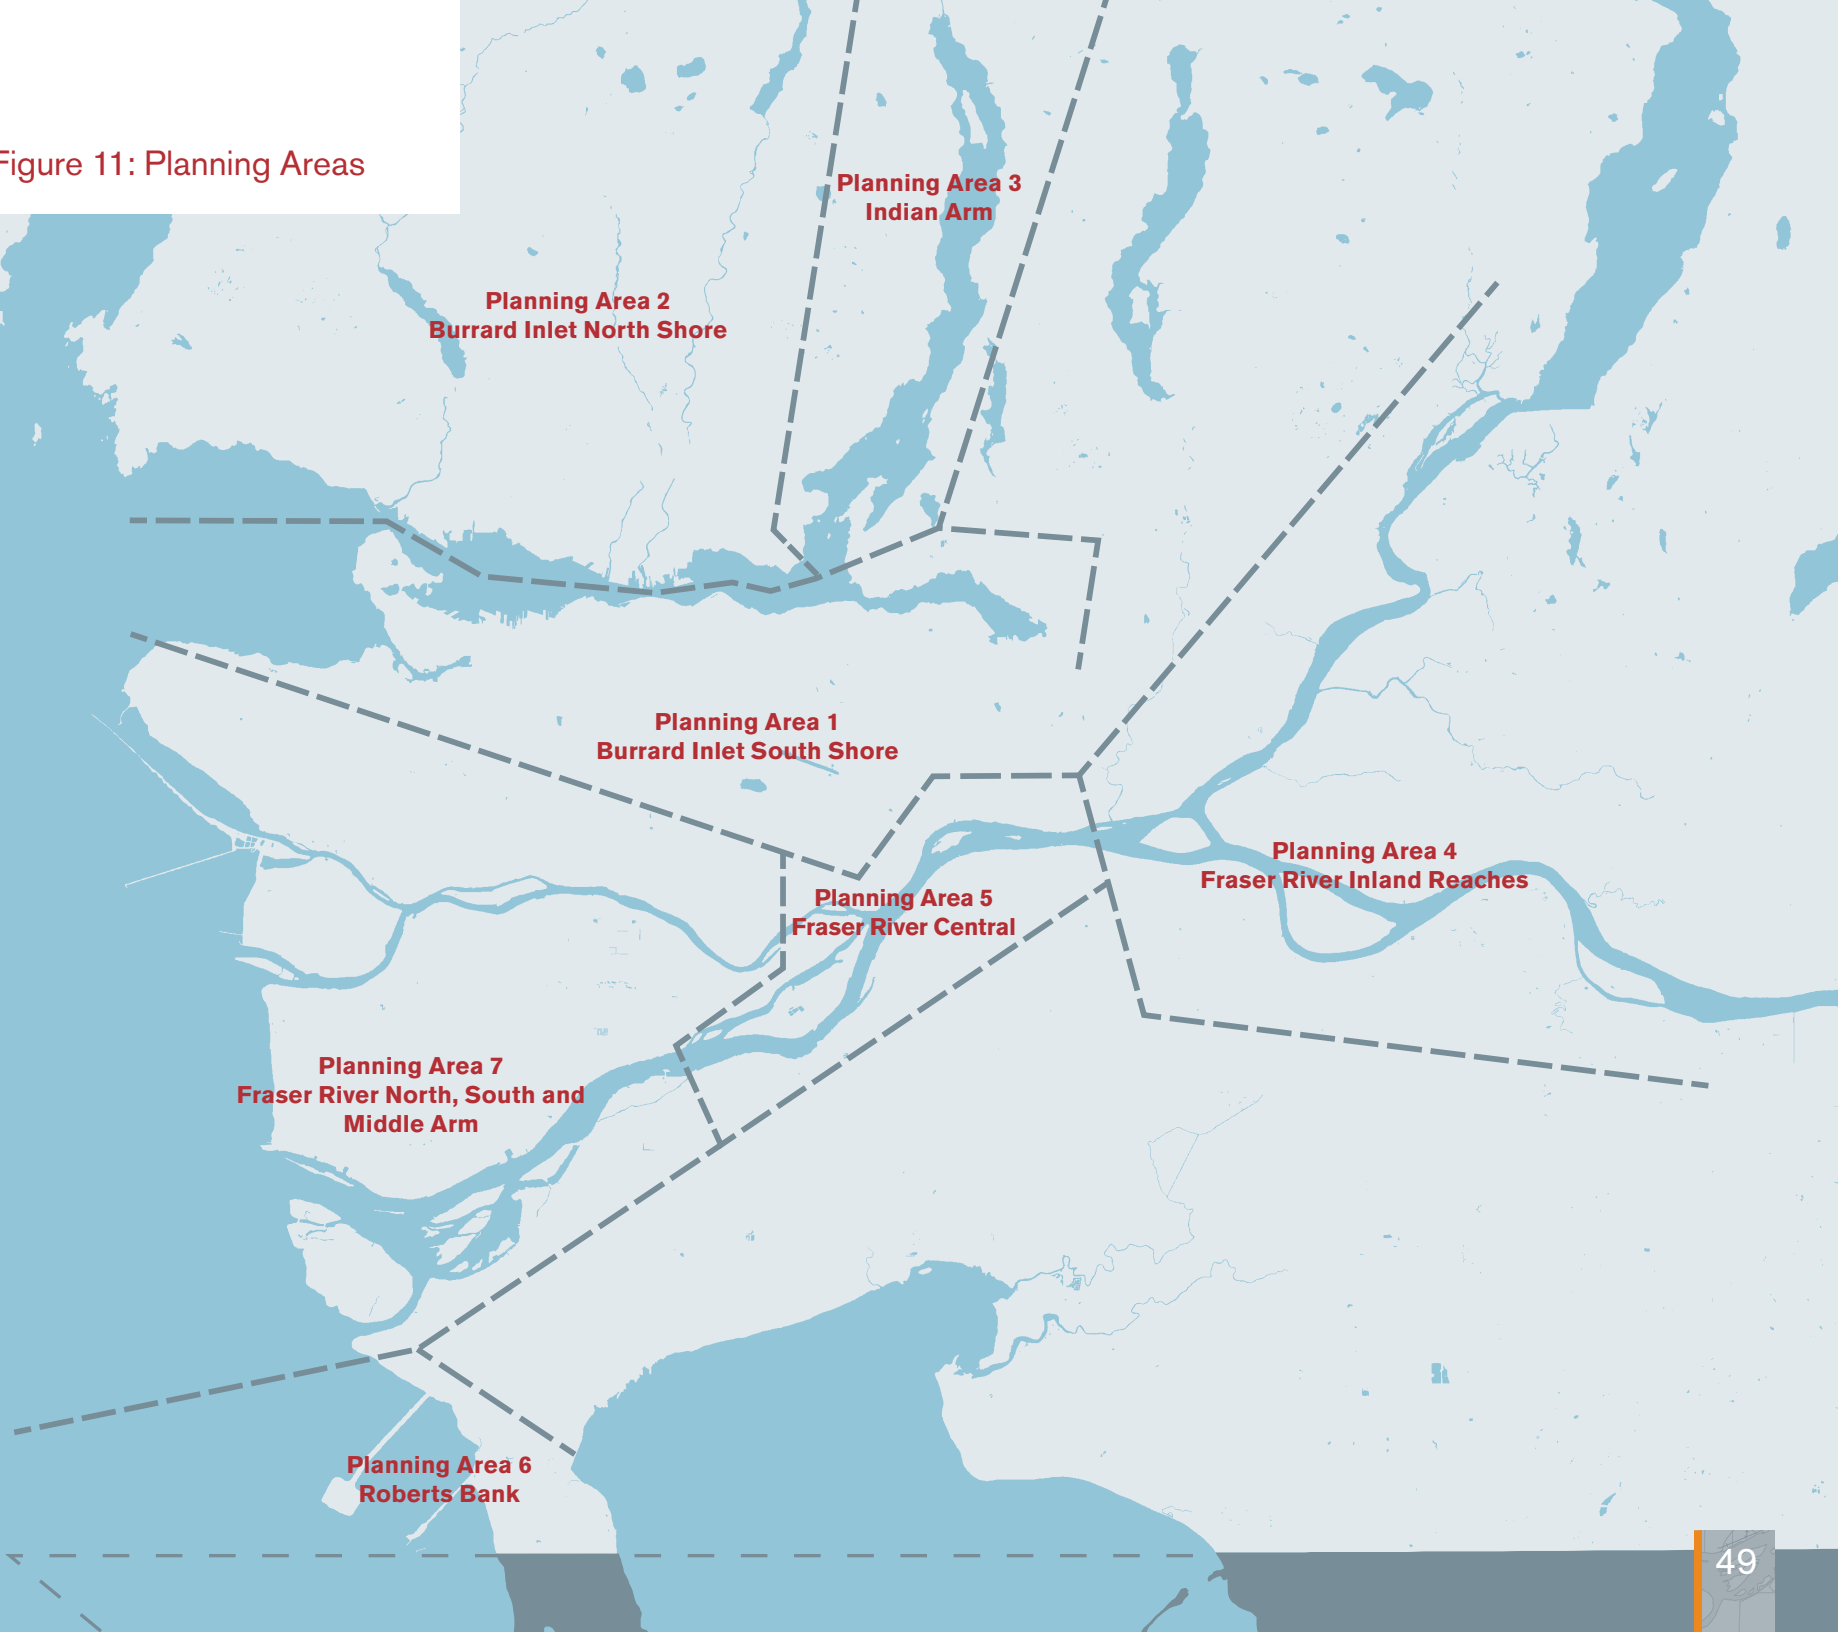 Figure 11: Planning Areas
Planning Area 3
Indian Arm
Planning Area 2
Burrard Inlet North Shore
Planning Area 1
Burrard Inlet South Shore
Planning Area 4
Fraser River Inland Reaches
Planning Area 5
Fraser River Central
Planning Area 7
Fraser River North, South and
Middle Arm
Planning Area 6
Roberts Bank
49